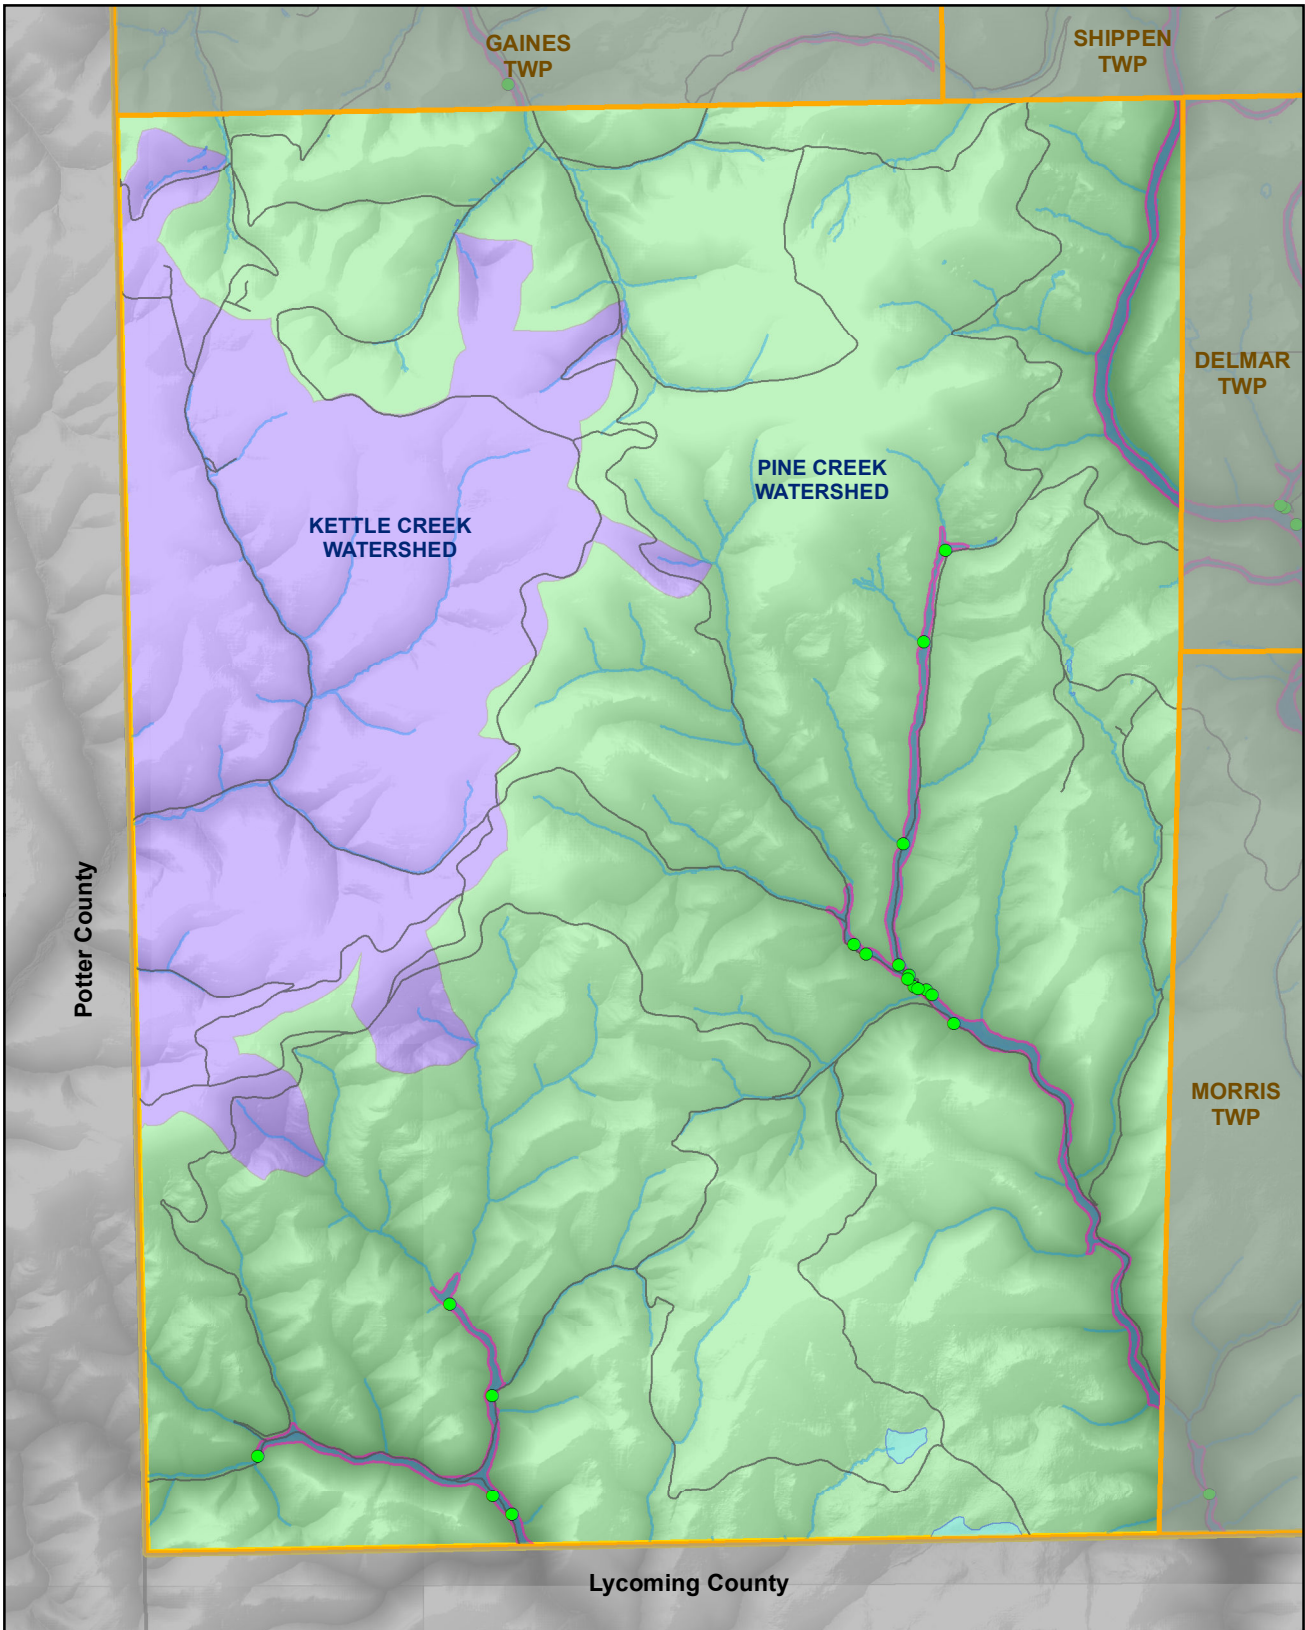 GAINES
TWP
SHIPPEN
TWP
DELMAR
TWP
PINE CREEK
WATERSHED
KETTLE CREEK
WATERSHED
Potter County
MORRIS
TWP
Lycoming County